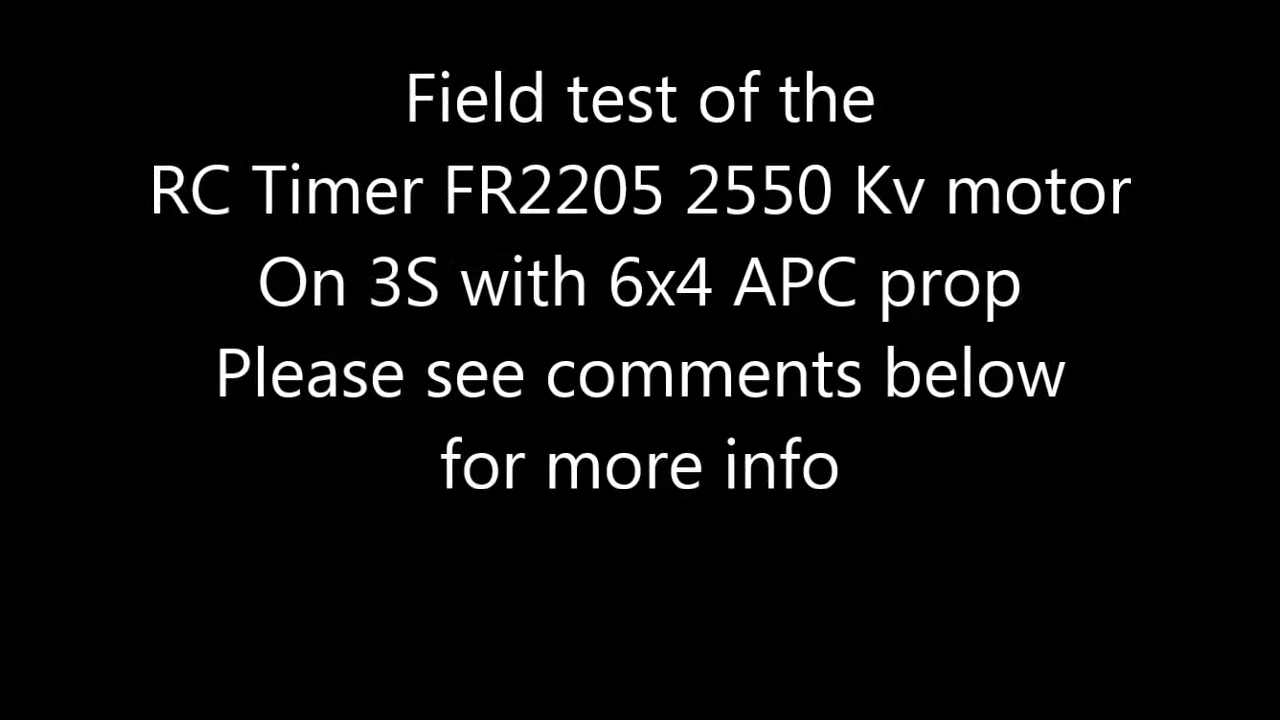 Field test of the
RC Timer FR2205 2550 Kv motor
On 3S with 6x4 APC prop
Please see comments below
for more info